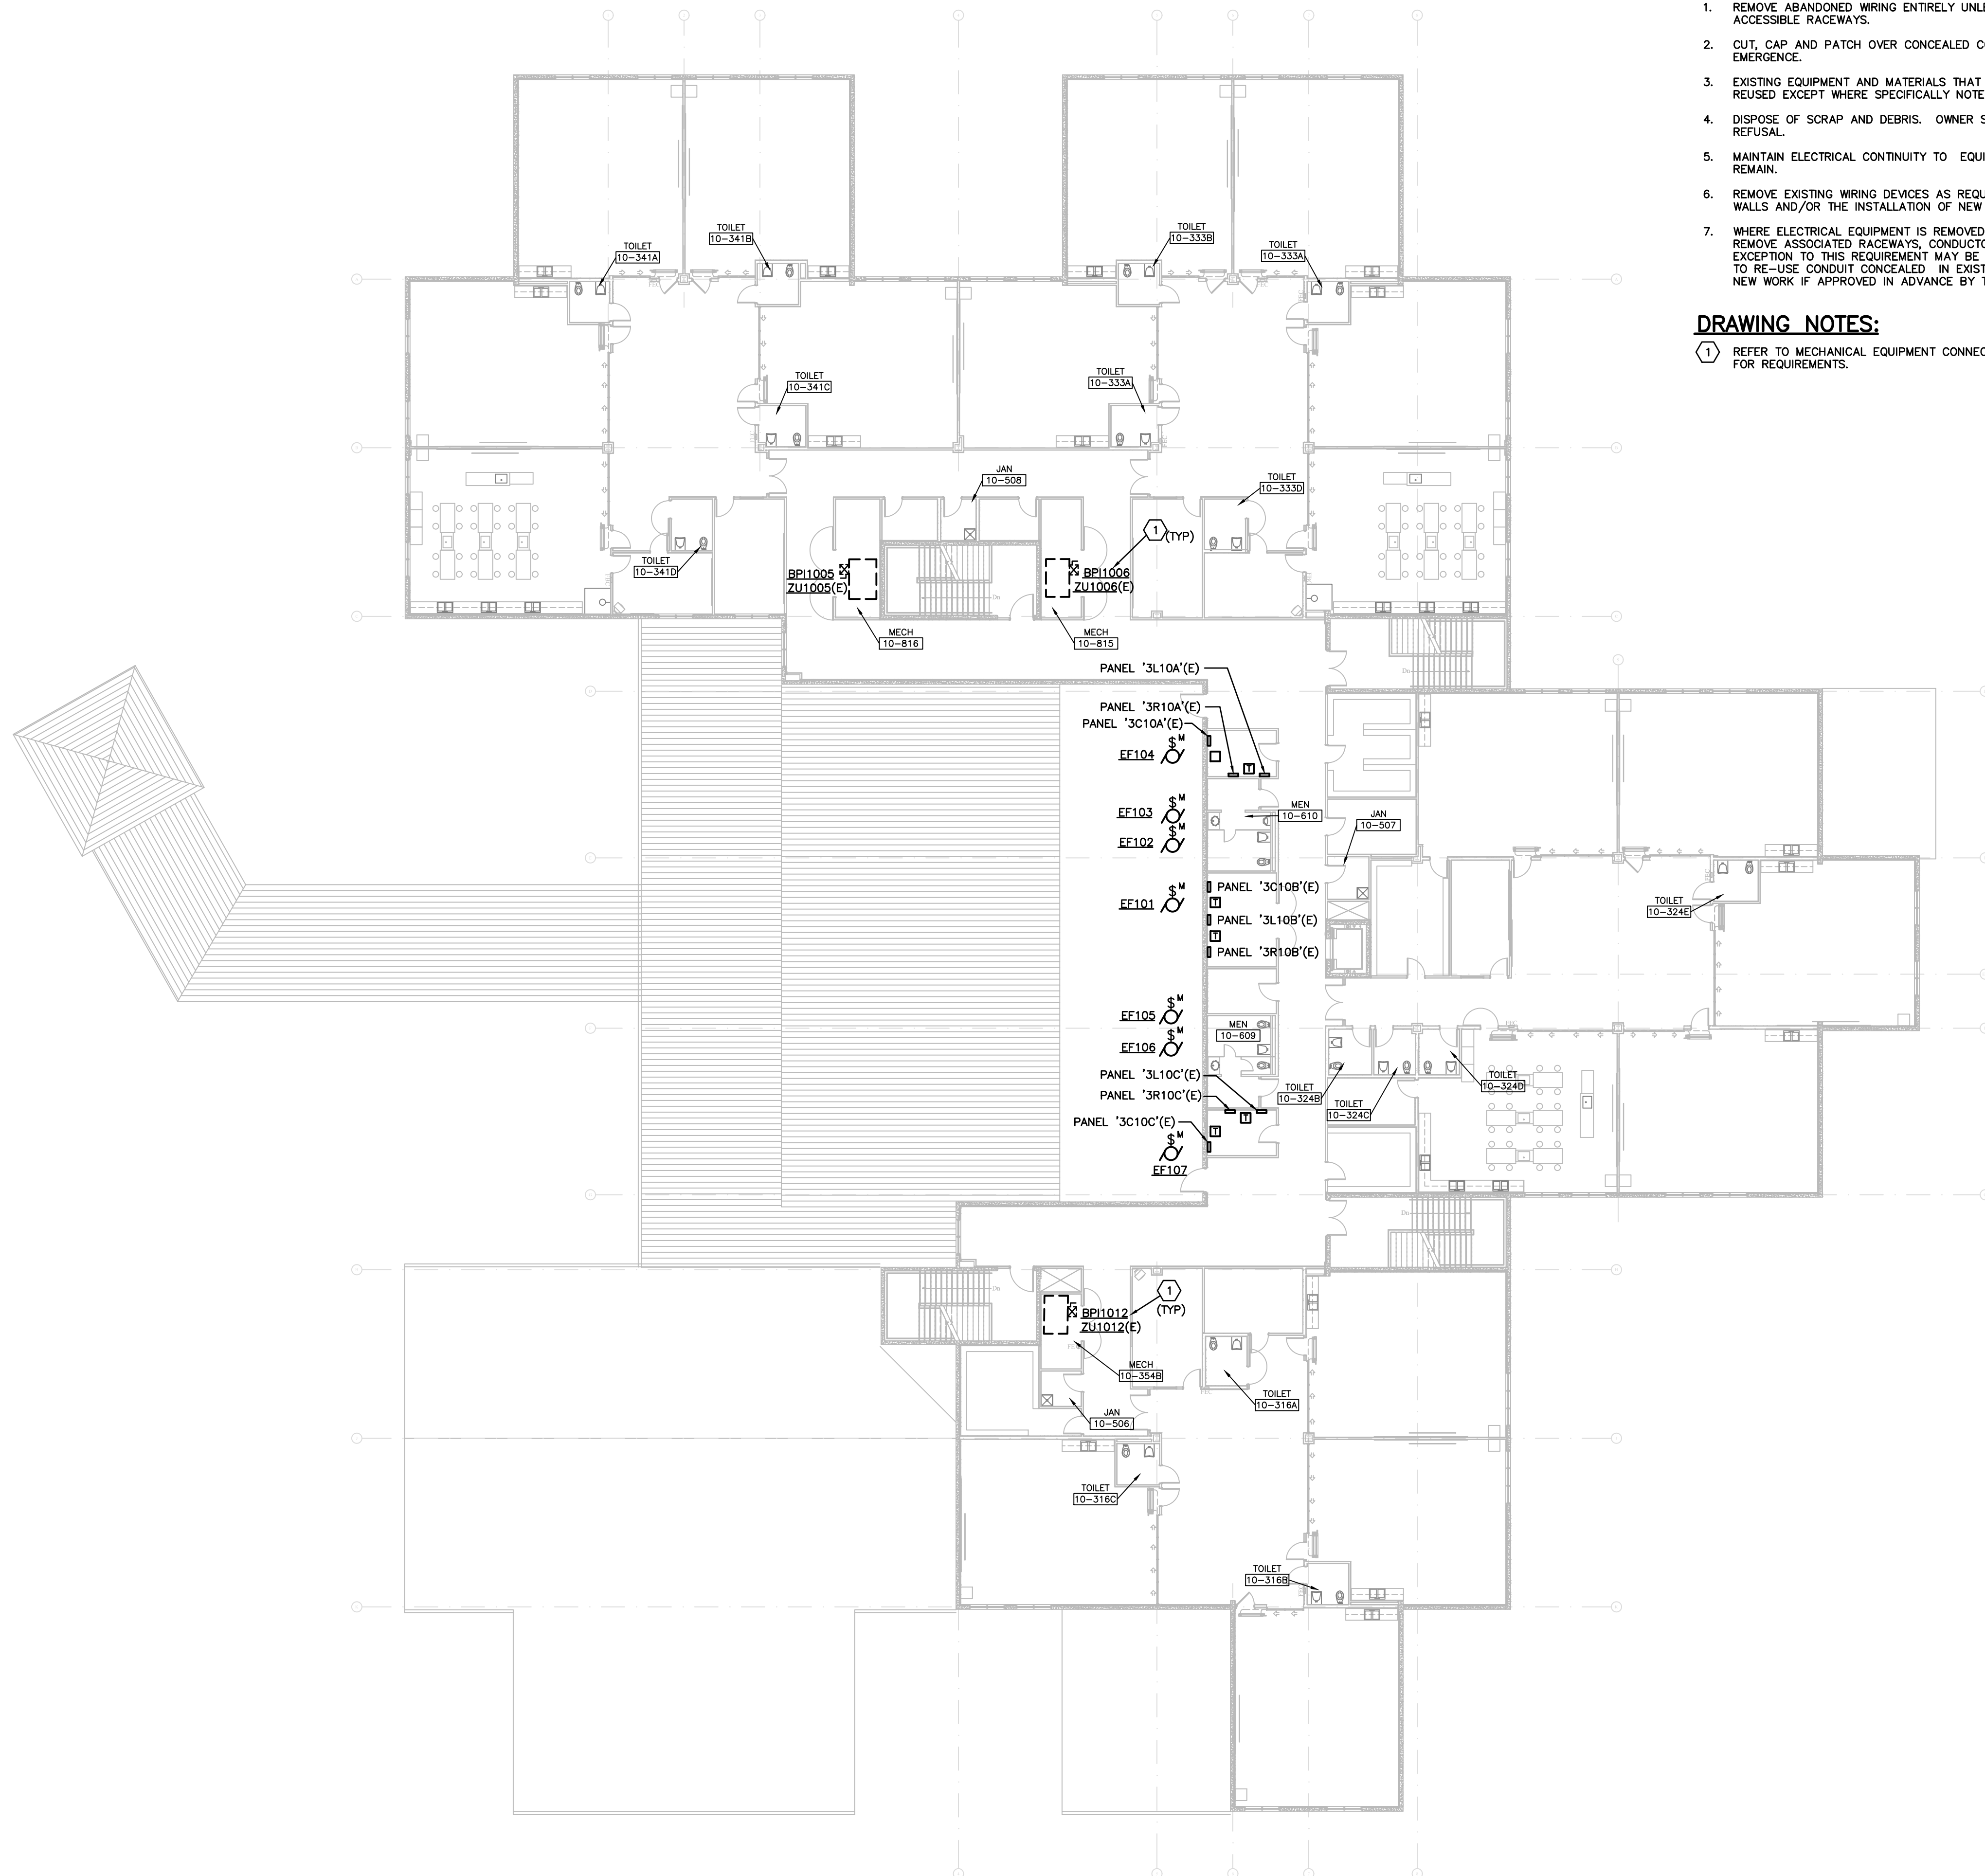 1. REMOVE ABANDONED WIRING ENTIRELY
ACCESSIBLE RACEWAYS.
2. CUT, CAP AND PATCH OVER CONCEALED
EMERGENCE.
3. EXISTING EQUIPMENT AND MATERIALS THAT
REUSED EXCEPT WHERE SPECIFICALLY
4. DISPOSE OF SCRAP AND DEBRIS. OWNER
REFUSAL.
5. MAINTAIN ELECTRICAL CONTINUITY TO
REMAIN.
6. REMOVE EXISTING WIRING DEVICES AS
WALLS AND/OR THE INSTALLATION OF NEW
7. WHERE ELECTRICAL EQUIPMENT IS REMOVED
REMOVE ASSOCIATED RACEWAYS,
EXCEPTION TO THIS REQUIREMENT MAY BE
TO RE-USE CONDUIT CONCEALED IN
NEW WORK IF APPROVED IN ADVANCE BY
DRAWING NOTES:
1 REFER TO MECHANICAL EQUIPMENT
FOR REQUIREMENTS.
TOILET
10-341B
TOILET
10-341A
TOILET
10-333B
TOILET
10-333A
TOILET
10-341C
TOILET
10-333A
JAN
10-508
TOILET
10-333D
TOILET
10-341D
1
(TYP)
BPI1005
ZU1005(E)
BPI1006
ZU1006(E)
Dn
MECH
10-816
MECH
10-815
Dn
PANEL '3L10A'(E)
PANEL '3R10A'(E)
PANEL '3C10A'(E)
EF104
$ M
T
EF103
$ M
EF102
$ M
MEN
10-610
JAN
10-507
EF101
$ M
PANEL '3C10B'(E)
T
PANEL '3L10B'(E)
T
PANEL '3R10B'(E)
TOILET
10-324E
EF105
$ M
EF106
$ M
MEN
10-609
PANEL '3L10C'(E)
PANEL '3R10C'(E)
PANEL '3C10C'(E)
T
T
$ M
EF107
TOILET
10-324B
TOILET
10-324C
TOILET
10-324D
Dn
Dn
1
(TYP)
BPI1012
ZU1012(E)
MECH
10-354B
JAN
10-506
TOILET
10-316A
TOILET
10-316C
TOILET
10-316B